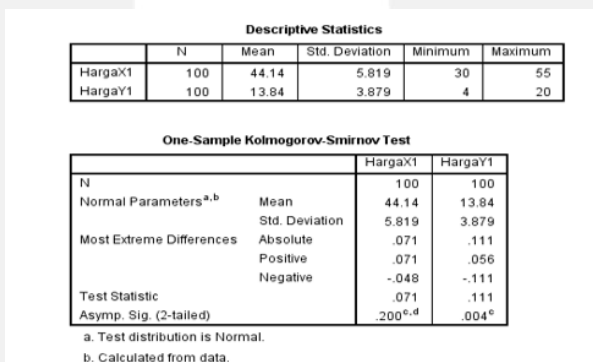 Descriptive Statistics
N Mean Std. Deviation Minimum Maximum
HargaX1 100 44.14 5.819 30 55
HargaY1 100 13.84 3.879 4 20
One-Sample Kolmogorov-Smirnov Test
HargaX1 HargaY1
N 100 100
Normal Parameters a,b Mean 44.14 13.84
Std. Deviation 5.819 3.879
Most Extreme Differences Absolute .071 .111
Positive .071 .056
Negative -.048 -.111
Test Statistic .071 .111
Asymp. Sig. (2-tailed) .200 c,d .004 c
a. Test distribution is Normal.
b. Calculated from data.